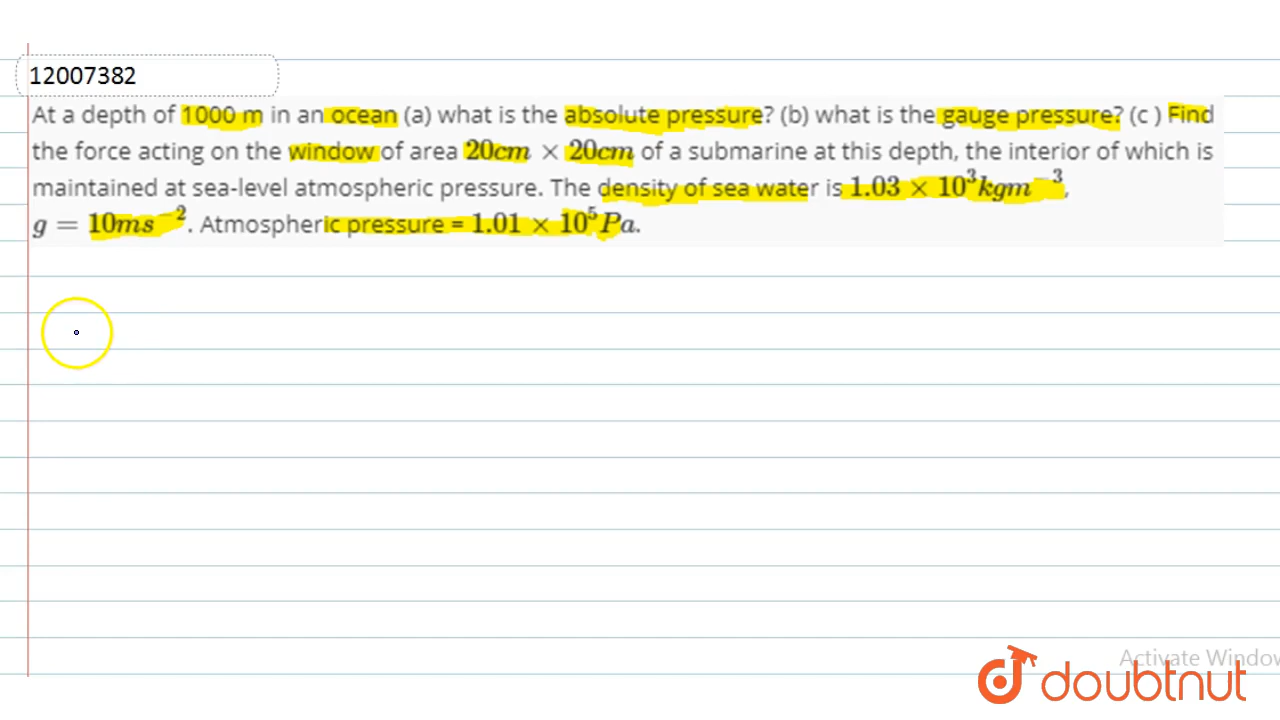 12007382
At a depth of 1000 m in an ocean (a) what is the absolute pressure? (b) what is the gauge pressure? (c ) Find
the force acting on the window of area 20cm × 20cm of a submarine at this depth, the interior of which is
maintained at sea-level atmospheric pressure. The density of sea water is 1.03 × 10³kgm⁻³,
g = 10ms⁻². Atmospheric pressure = 1.01 × 10⁵Pa.
Activate Window
doubtnut